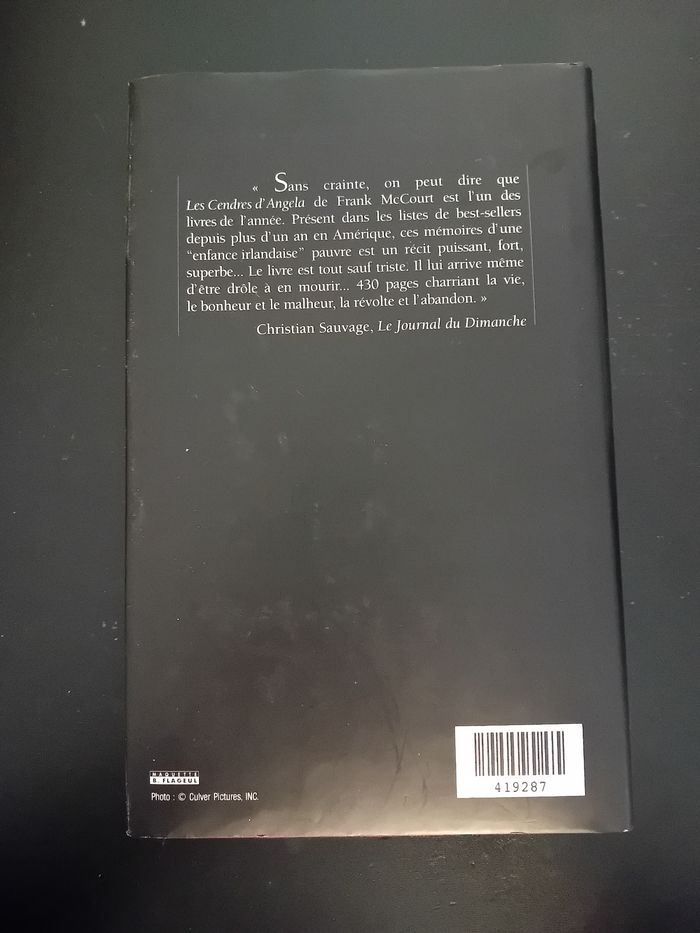 « Sans crainte, on peut dire que
Les Cendres d'Angela de Frank McCourt est l'un des
livres de l'année. Présent dans les listes de best-sellers
depuis plus d'un an en Amérique, ces mémoires d'une
"enfance irlandaise" pauvre est un récit puissant, fort,
superbe... Le livre est tout sauf triste. Il lui arrive même
d'être drôle à en mourir... 430 pages charriant la vie,
le bonheur et le malheur, la révolte et l'abandon. »
Christian Sauvage, Le Journal du Dimanche
MAQUETTE
B. FLAGEUL
Photo : © Culver Pictures, INC.
419287